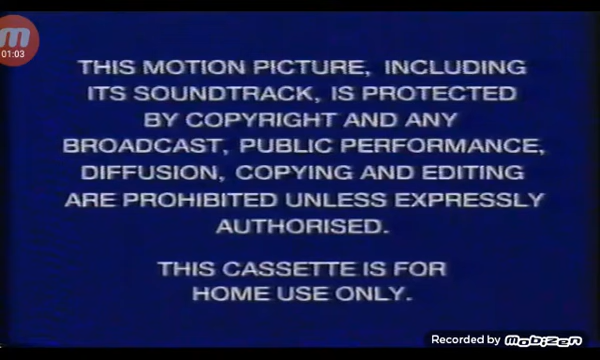 m
01:03
THIS MOTION PICTURE, INCLUDING
ITS SOUNDTRACK, IS PROTECTED
BY COPYRIGHT AND ANY
BROADCAST, PUBLIC PERFORMANCE,
DIFFUSION, COPYING AND EDITING
ARE PROHIBITED UNLESS EXPRESSLY
AUTHORISED.
THIS CASSETTE IS FOR
HOME USE ONLY.
Recorded by Mobizen